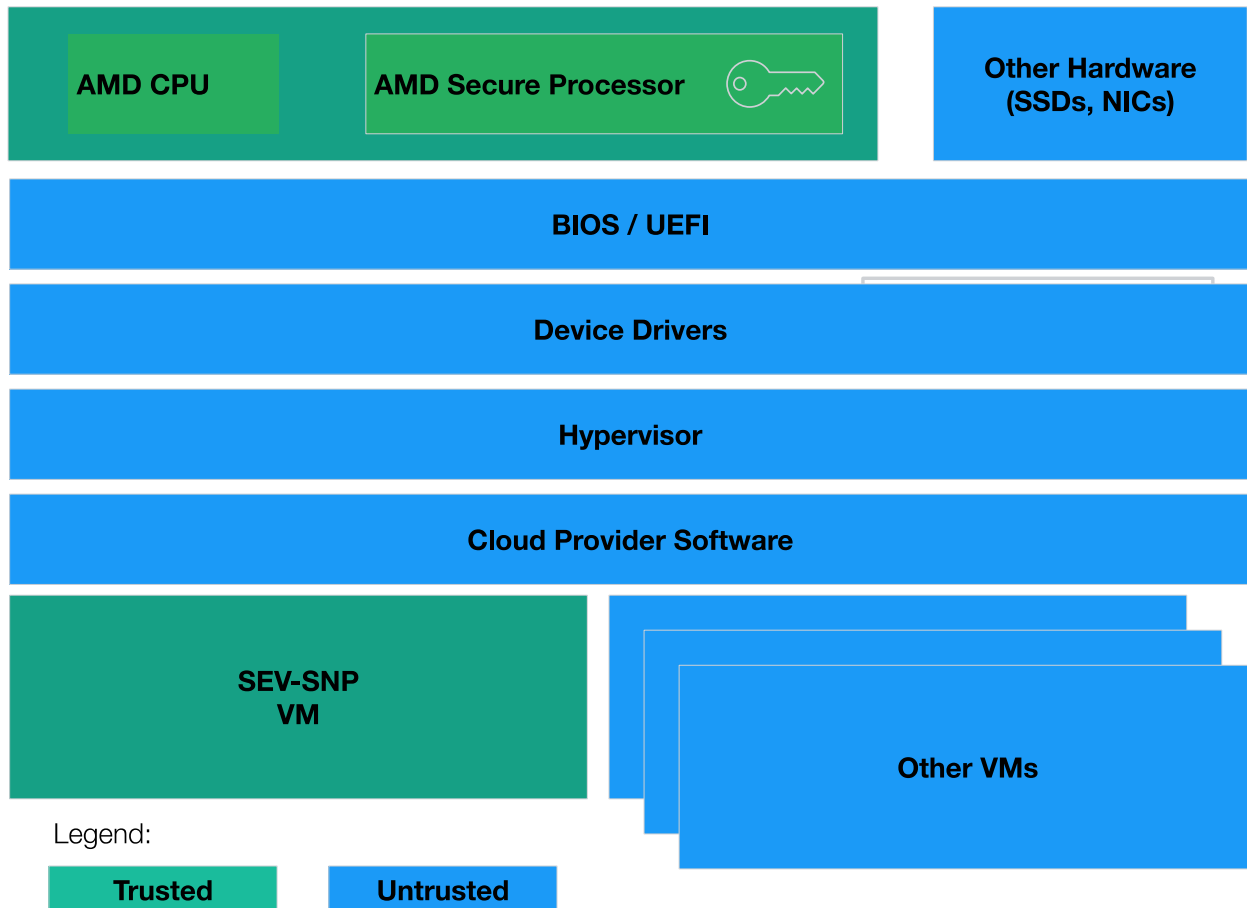 AMD CPU
AMD Secure Processor
Other Hardware
(SSDs, NICs)
BIOS / UEFI
Device Drivers
Hypervisor
Cloud Provider Software
SEV-SNP
VM
Other VMs
Legend:
Trusted
Untrusted